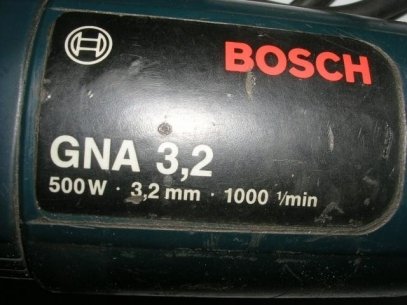 BOSCH
GNA 3,2
500 W · 3,2 mm · 1000 1/min